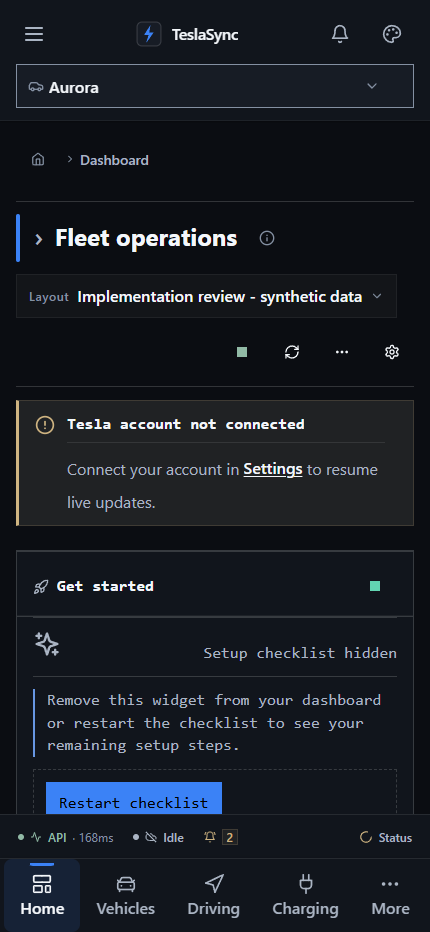 TeslaSync
Aurora
Dashboard
Fleet operations
Layout Implementation review - synthetic data
Tesla account not connected
Connect your account in Settings to resume
live updates.
Get started
Setup checklist hidden
Remove this widget from your dashboard
or restart the checklist to see your
remaining setup steps.
Restart checklist
API · 168ms Idle 2 Status
Home Vehicles Driving Charging More